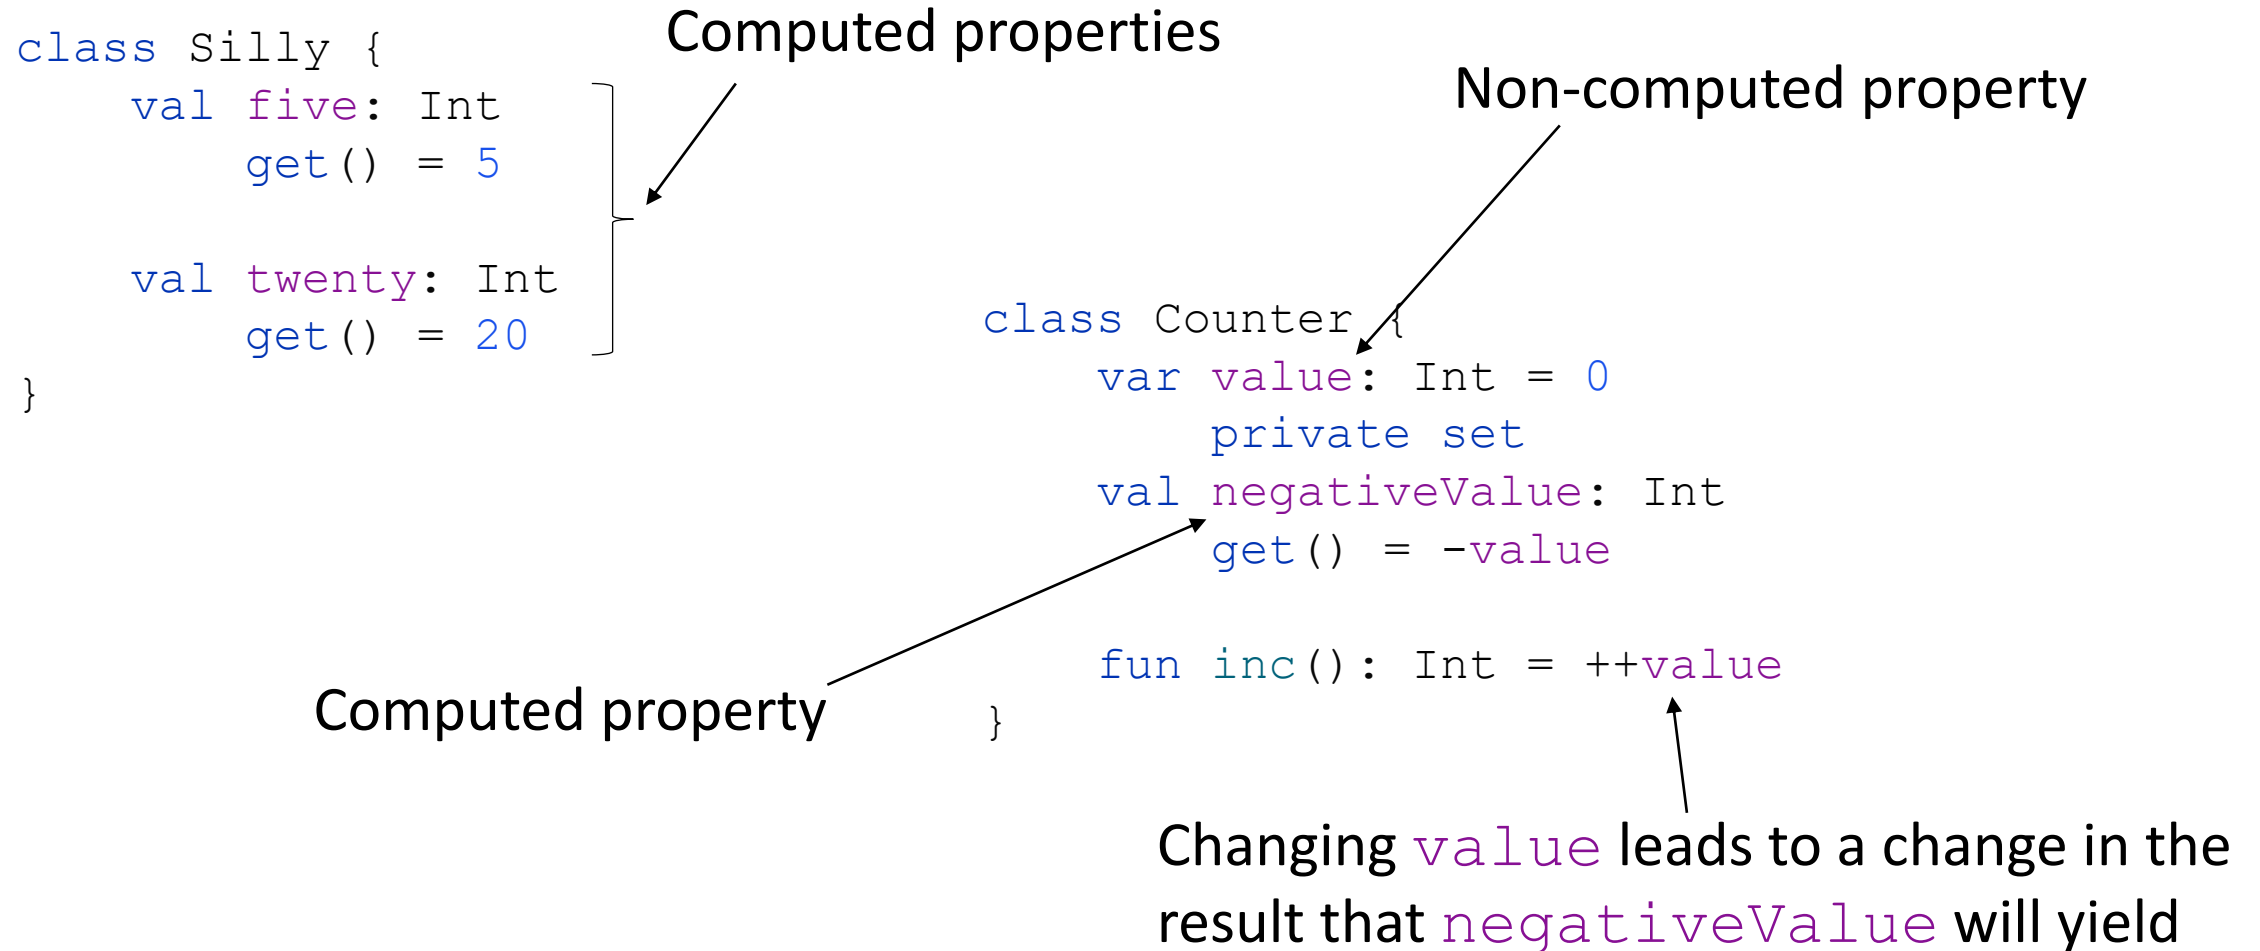 Computed properties
class Silly {
    val five: Int
        get() = 5
    val twenty: Int
        get() = 20
}
Non-computed property
class Counter {
    var value: Int = 0
        private set
    val negativeValue: Int
        get() = -value
    fun inc(): Int = ++value
}
Computed property
Changing value leads to a change in the
result that negativeValue will yield